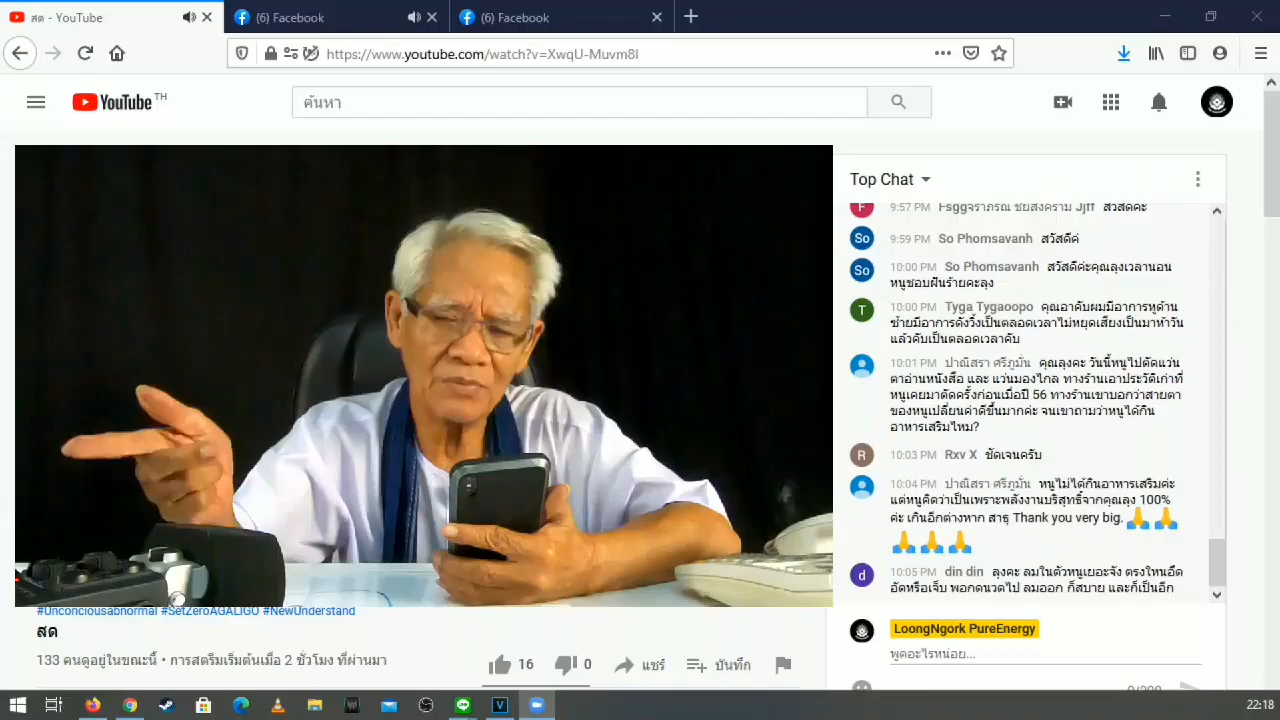 สด - YouTube
(6) Facebook
(6) Facebook
https://www.youtube.com/watch?v=XwqU-Muvm8I
YouTube TH
ค้นหา
Top Chat
9:57 PM Fsggจิราภรณ์ ชัยสงคราม Jjff สวัสดีค่ะ
9:59 PM So Phomsavanh สวัสดีค่
10:00 PM So Phomsavanh สวัสดีค่ะคุณลุงเวลานอน
หนูชอบฝันร้ายคะลุง
10:00 PM Tyga Tygaoopo คุณอาคับผมมีอาการหูด้าน
ซ้ายมีอาการดังวิ้งเป็นตลอดเวลาไม่หยุดเสียงเป็นมาห้าวัน
แล้วคับเป็นตลอดเวลาคับ
10:01 PM ปาณิสรา ศรีภูมั่น คุณลุงคะ วันนี้หนูไปตัดแว่น
ตาอ่านหนังสือ และ แว่นมองไกล ทางร้านเอาประวัติเก่าที่
หนูเคยมาตัดครั้งก่อนเมื่อปี 56 ทางร้านเขาบอกว่าสายตา
ของหนูเปลี่ยนค่าดีขึ้นมากค่ะ จนเขาถามว่าหนูได้กิน
อาหารเสริมไหม?
10:03 PM Rxv X ชัดเจนครับ
10:04 PM ปาณิสรา ศรีภูมั่น หนูไม่ได้กินอาหารเสริมค่ะ
แต่หนูคิดว่าเป็นเพราะพลังงานบริสุทธิ์จากคุณลุง 100%
ค่ะ เกินอีกต่างหาก สาธุ Thank you very big. 🙏🙏
🙏🙏🙏
10:05 PM din din ลุงคะ ลมในตัวหนูเยอะจัง ตรงไหนอึด
อัดหรือเจ็บ พอกดนวดไป ลมออก ก็สบาย และก็เป็นอีก
LoongNgork PureEnergy
พูดอะไรหน่อย...
0/200
#Unconciousabnormal #SetZeroAGALIGO #NewUnderstand
สด
133 คนดูอยู่ในขณะนี้ • การสตรีมเริ่มต้นเมื่อ 2 ชั่วโมง ที่ผ่านมา
16 0 แชร์ บันทึก
22:18